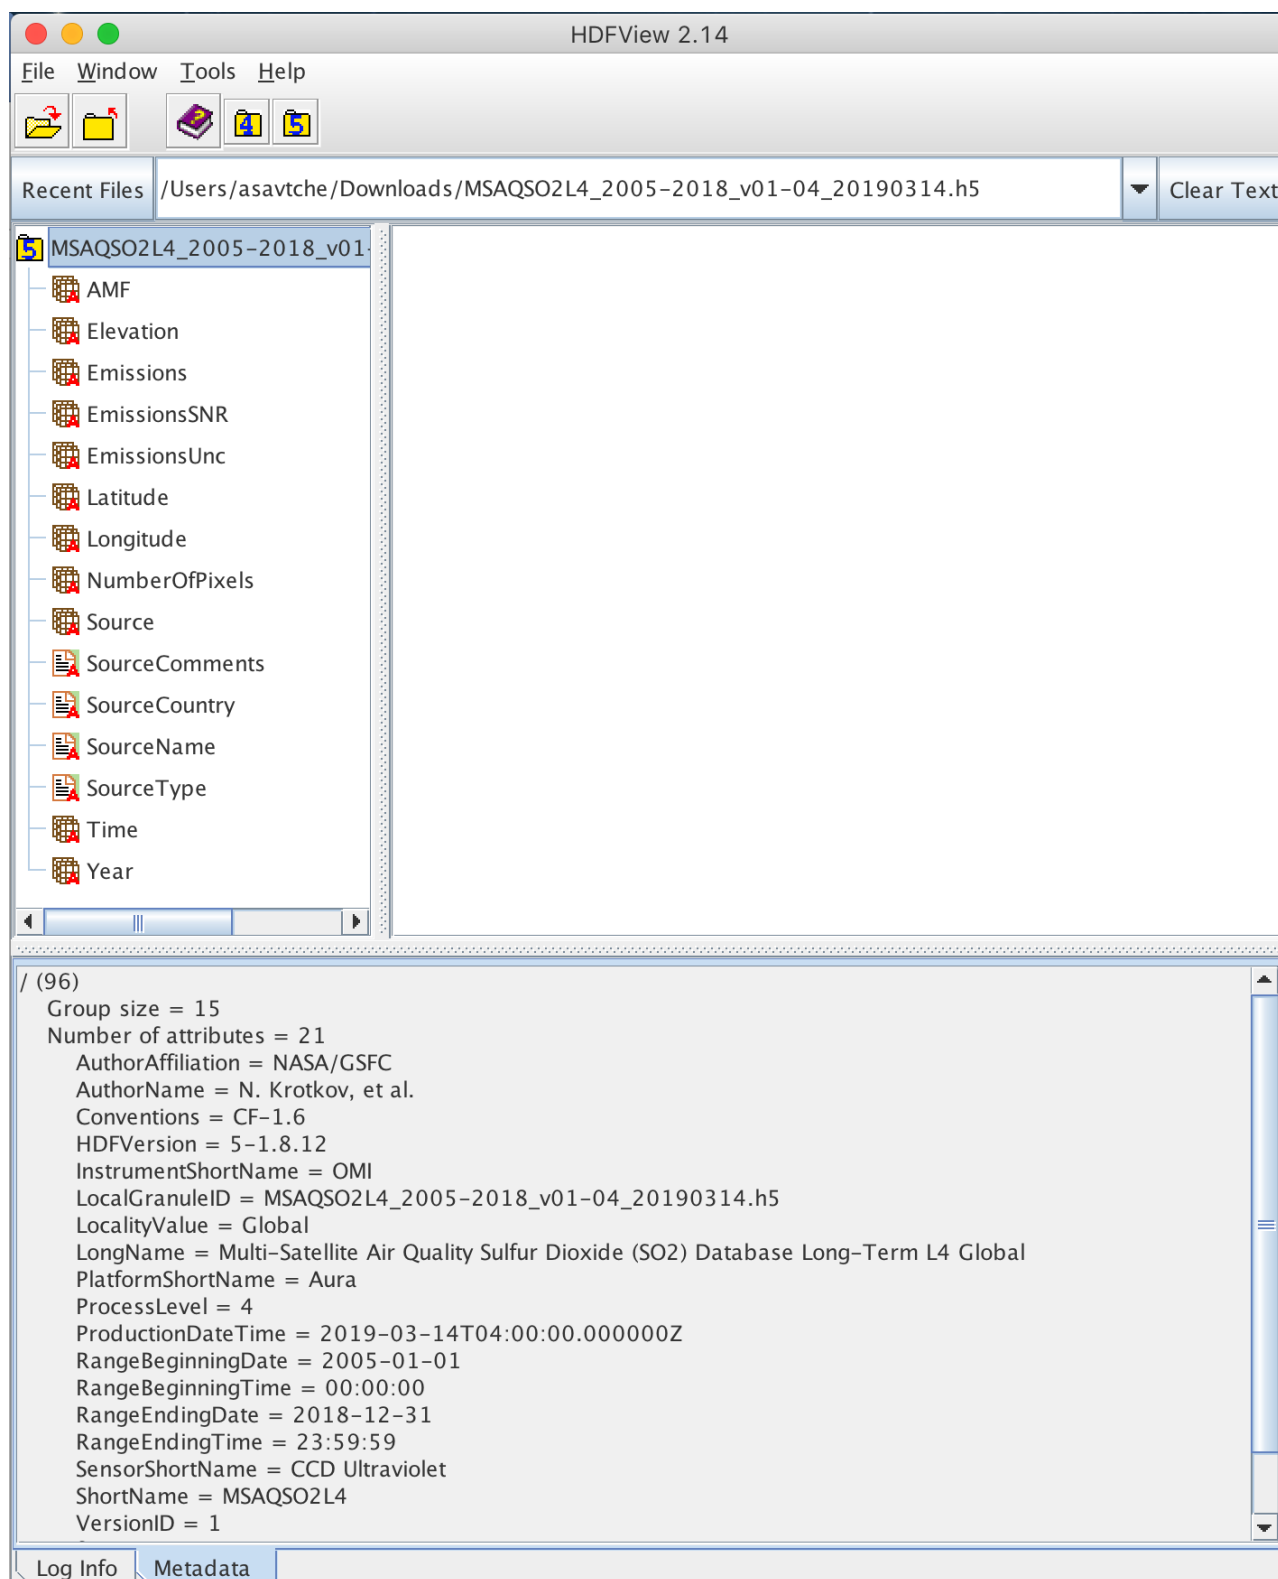 HDFView 2.14
File Window Tools Help
4 5
Recent Files /Users/asavtche/Downloads/MSAQSO2L4_2005-2018_v01-04_20190314.h5 Clear Text
5 MSAQSO2L4_2005-2018_v01-
AMF
Elevation
Emissions
EmissionsSNR
EmissionsUnc
Latitude
Longitude
NumberOfPixels
Source
SourceComments
SourceCountry
SourceName
SourceType
Time
Year
/ (96)
Group size = 15
Number of attributes = 21
AuthorAffiliation = NASA/GSFC
AuthorName = N. Krotkov, et al.
Conventions = CF-1.6
HDFVersion = 5-1.8.12
InstrumentShortName = OMI
LocalGranuleID = MSAQSO2L4_2005-2018_v01-04_20190314.h5
LocalityValue = Global
LongName = Multi-Satellite Air Quality Sulfur Dioxide (SO2) Database Long-Term L4 Global
PlatformShortName = Aura
ProcessLevel = 4
ProductionDateTime = 2019-03-14T04:00:00.000000Z
RangeBeginningDate = 2005-01-01
RangeBeginningTime = 00:00:00
RangeEndingDate = 2018-12-31
RangeEndingTime = 23:59:59
SensorShortName = CCD Ultraviolet
ShortName = MSAQSO2L4
VersionID = 1
Log Info Metadata